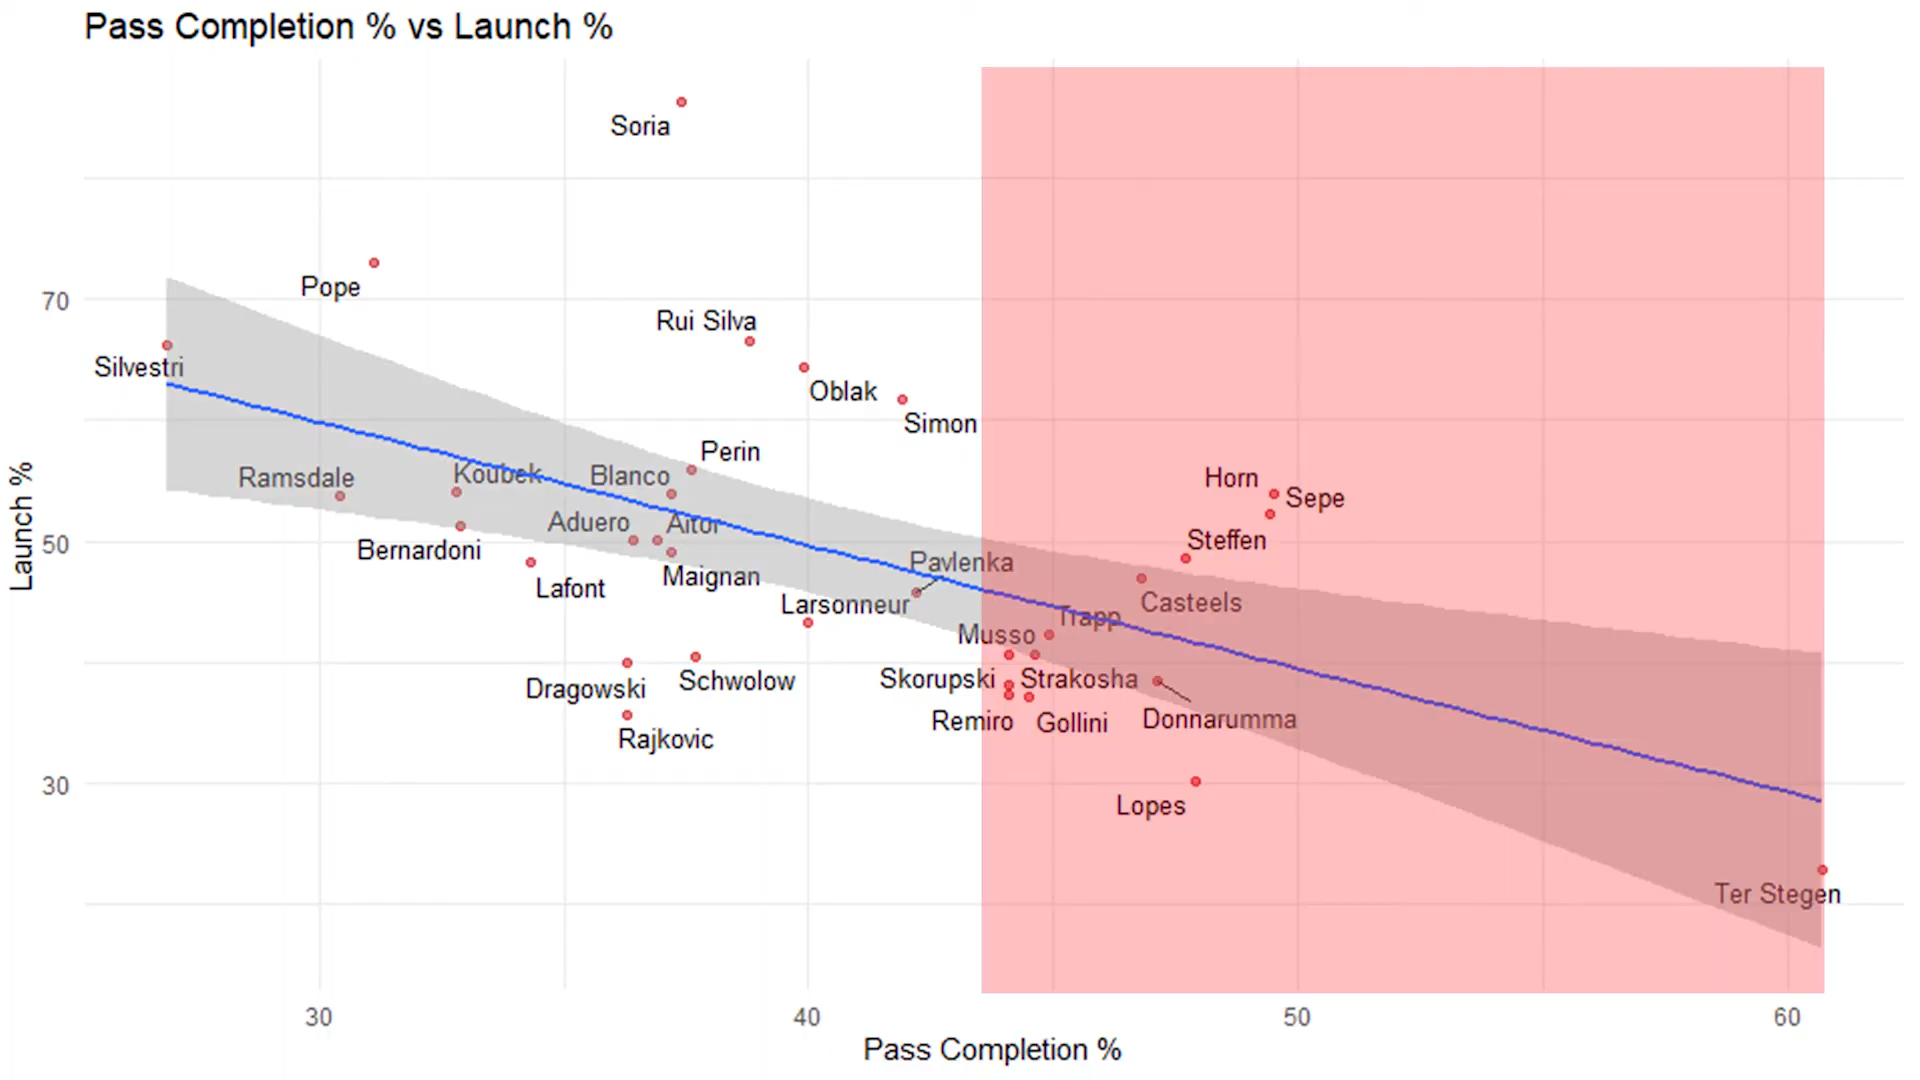 Pass Completion % vs Launch %
Soria
Pope
70
Rui Silva
Silvestri
Oblak
Simon
Perin
Ramsdale
Koubek
Blanco
Horn
Sepe
Launch %
Aduero
Aitor
Steffen
50
Bernardoni
Pavlenka
Lafont
Maignan
Larsonneur
Casteels
Trapp
Musso
Dragowski
Schwolow
Skorupski
Strakosha
Remiro
Gollini
Donnarumma
Rajkovic
30
Lopes
Ter Stegen
30
40
50
60
Pass Completion %